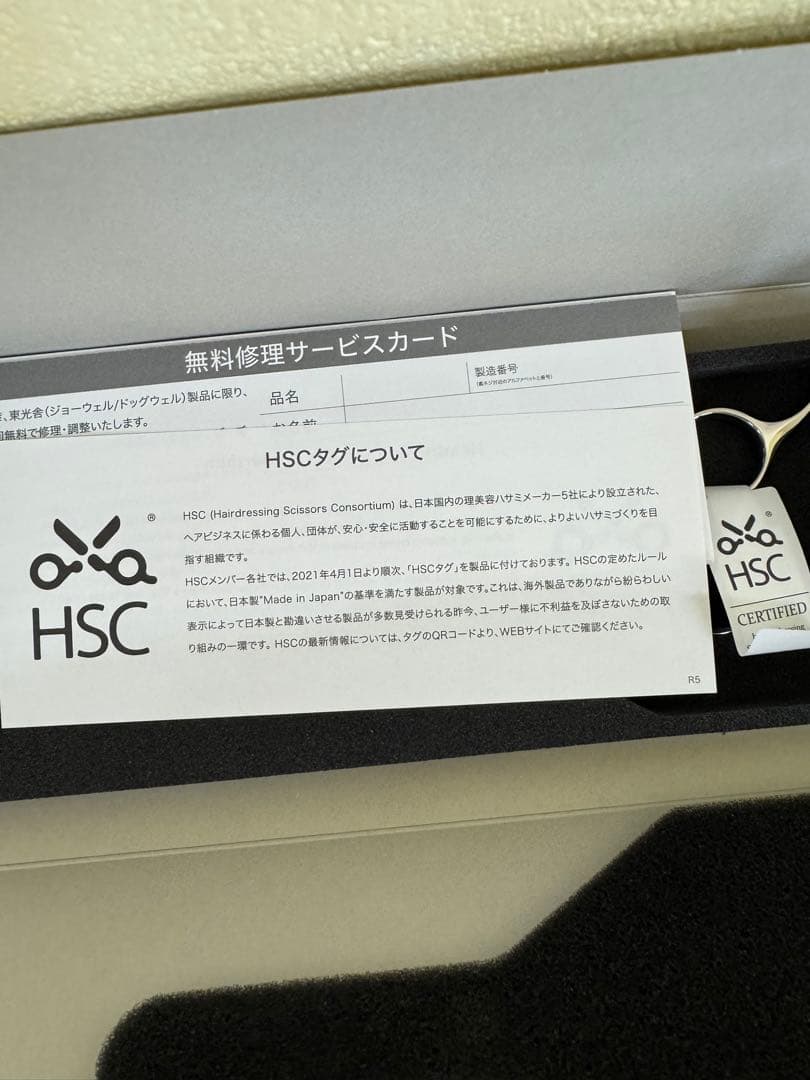 無料修理サービスカード
、東光舎(ジョーウェル/ドッグウェル)製品に限り、
無料で修理・調整いたします。
品名
製造番号
(裏ネジ付近のアルファベットと番号)
HSCタグについて
HSC (Hairdressing Scissors Consortium) は、日本国内の理美容ハサミメーカー5社により設立された、
ヘアビジネスに係わる個人、団体が、安心・安全に活動することを可能にするために、よりよいハサミづくりを目
指す組織です。
HSCメンバー各社では、2021年4月1日より順次、「HSCタグ」を製品に付けております。HSCの定めたルール
において、日本製"Made in Japan"の基準を満たす製品が対象です。これは、海外製品でありながら紛らわしい
表示によって日本製と勘違いさせる製品が多数見受けられる昨今、ユーザー様に不利益を及ぼさないための取
り組みの一環です。HSCの最新情報については、タグのQRコードより、WEBサイトにてご確認ください。
R5
®
HSC
®
HSC
CERTIFIED